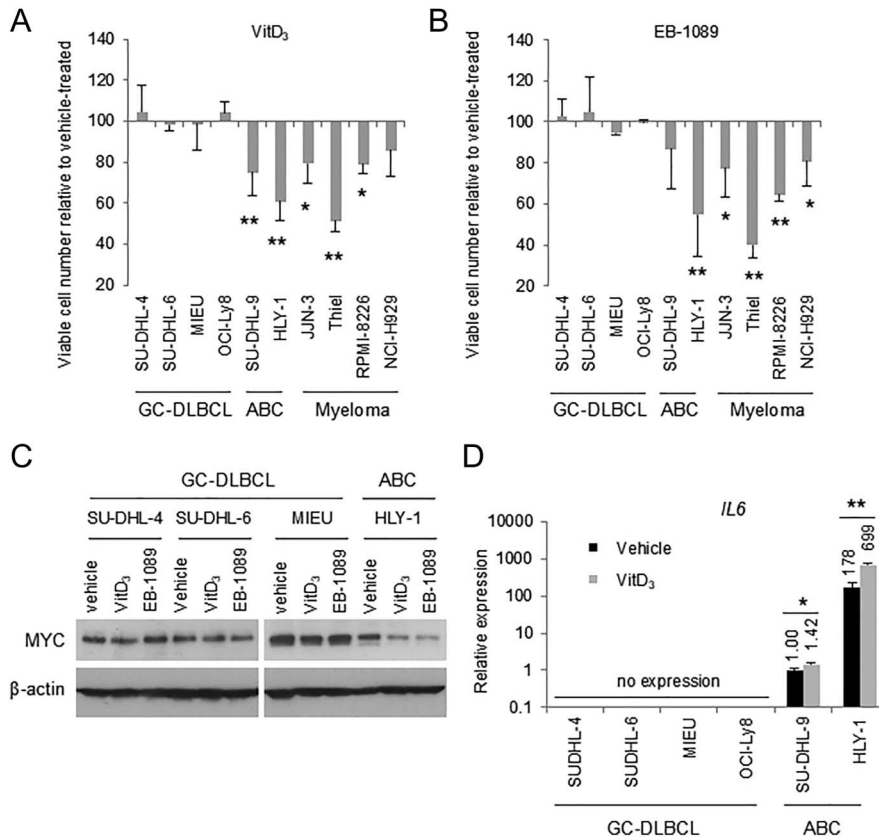 A
VitD3
Viable cell number relative to vehicle-treated
140
120
100
80
60
40
20
**
**
*
**
*
SU-DHL-4
SU-DHL-6
MIEU
OCI-Ly8
SU-DHL-9
HLY-1
JJN-3
Thiel
RPMI-8226
NCI-H929
GC-DLBCL
ABC
Myeloma
B
EB-1089
Viable cell number relative to vehicle-treated
140
120
100
80
60
40
20
**
*
**
**
*
SU-DHL-4
SU-DHL-6
MIEU
OCI-Ly8
SU-DHL-9
HLY-1
JJN-3
Thiel
RPMI-8226
NCI-H929
GC-DLBCL
ABC
Myeloma
C
GC-DLBCL
ABC
SU-DHL-4
SU-DHL-6
MIEU
HLY-1
vehicle
VitD3
EB-1089
Vehicle
VitD3
EB-1089
vehicle
VitD3
EB-1089
vehicle
VitD3
EB-1089
MYC
β-actin
D
IL6
Relative expression
10000
1000
100
10
1
0.1
Vehicle
VitD3
no expression
1.00
1.42
*
178
699
**
SUDHL-4
SUDHL-6
MIEU
OCI-Ly8
SU-DHL-9
HLY-1
GC-DLBCL
ABC